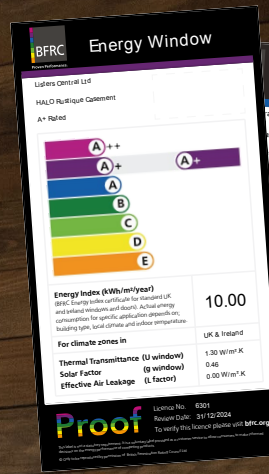 BFRC
Proven Performance
Energy Window
Listers Central Ltd
HALO Rustique Casement
A+ Rated
A++
A+ A+
A
B
C
D
E
Energy Index (kWh/m²/year)
(BFRC Energy Index certificate for standard UK
and Ireland windows and doors). Actual energy
consumption for specific application depends on;
building type, local climate and indoor temperature.
10.00
For climate zones in UK & Ireland
Thermal Transmittance (U window) 1.30 W/m².K
Solar Factor (g window) 0.46
Effective Air Leakage (L factor) 0.00 W/m².K
Proof
Licence No. 6301
Review Date: 31/12/2024
To verify this licence please visit bfrc.org